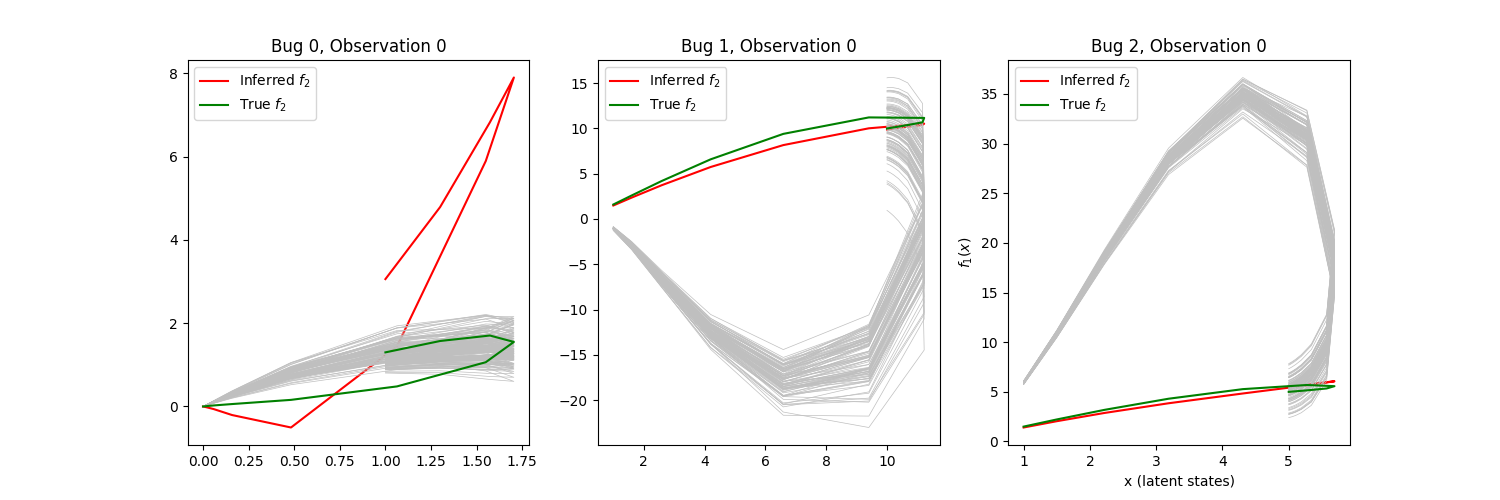 Bug 0, Observation 0
Inferred f₂
True f₂
8
6
4
2
0
0.00 0.25 0.50 0.75 1.00 1.25 1.50 1.75
Bug 1, Observation 0
Inferred f₂
True f₂
15
10
5
0
−5
−10
−15
−20
2 4 6 8 10
Bug 2, Observation 0
Inferred f₂
True f₂
f₁(x)
35
30
25
20
15
10
5
0
1 2 3 4 5
x (latent states)